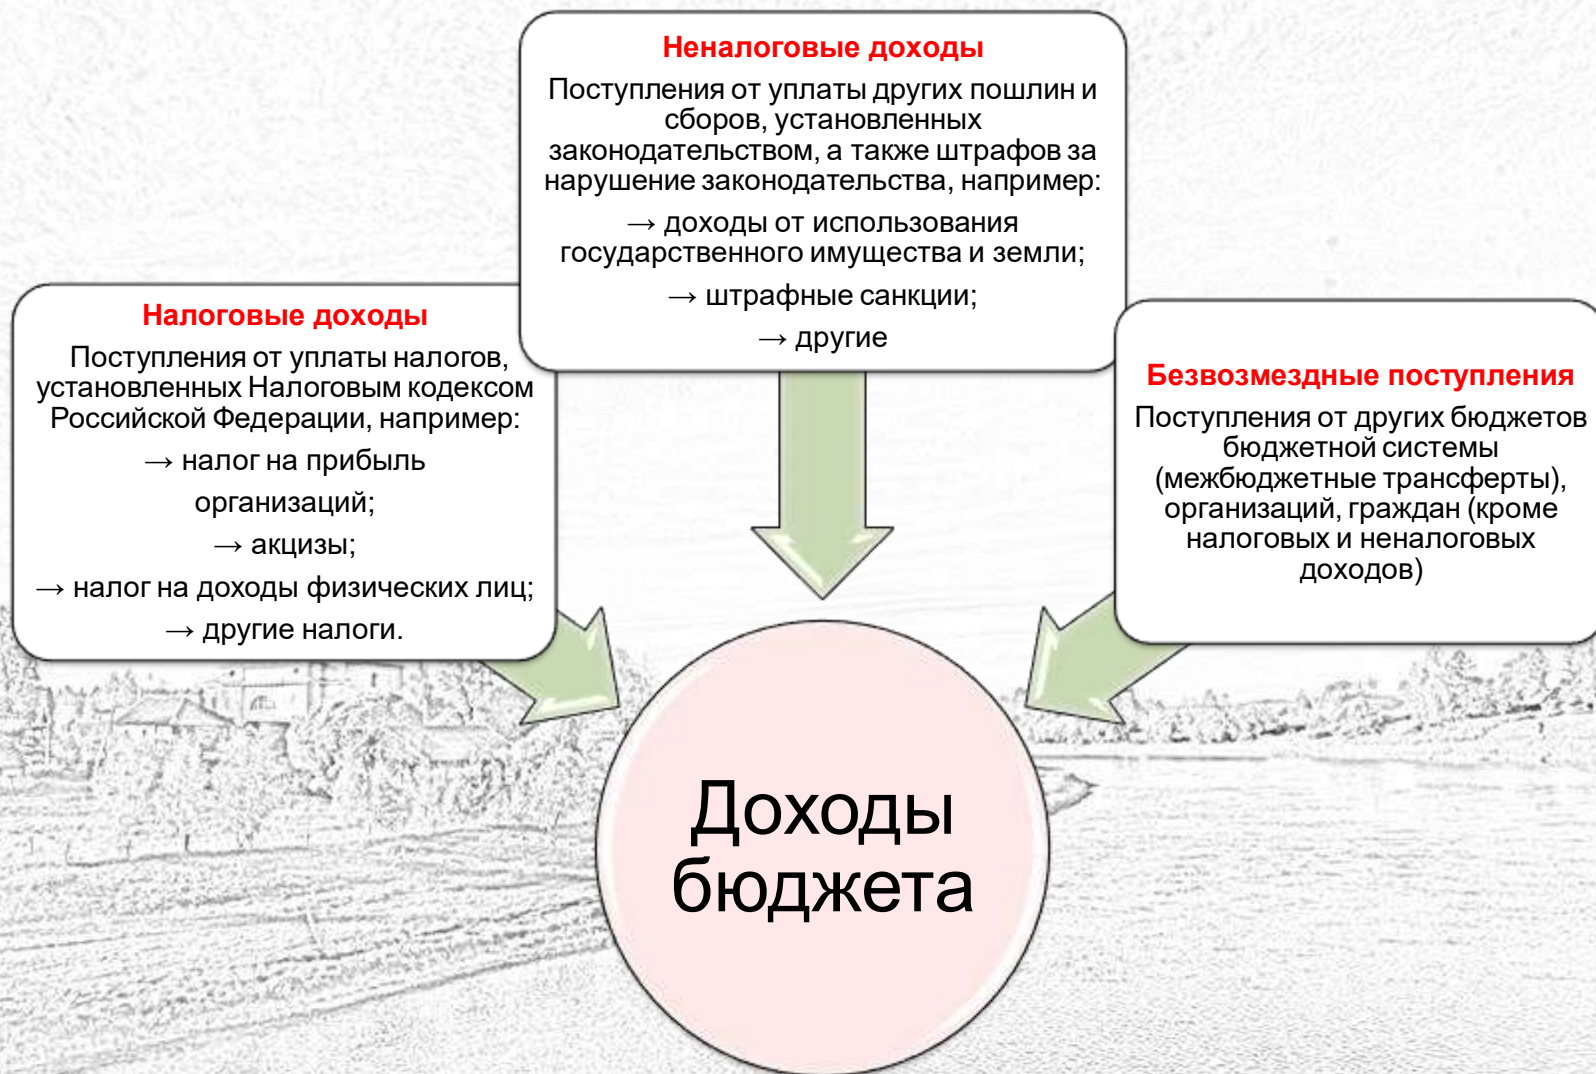 Неналоговые доходы
Поступления от уплаты других пошлин и
сборов, установленных
законодательством, а также штрафов за
нарушение законодательства, например:
→ доходы от использования
государственного имущества и земли;
→ штрафные санкции;
→ другие
Налоговые доходы
Поступления от уплаты налогов,
установленных Налоговым кодексом
Российской Федерации, например:
→ налог на прибыль
организаций;
→ акцизы;
→ налог на доходы физических лиц;
→ другие налоги.
Безвозмездные поступления
Поступления от других бюджетов
бюджетной системы
(межбюджетные трансферты),
организаций, граждан (кроме
налоговых и неналоговых
доходов)
Доходы
бюджета